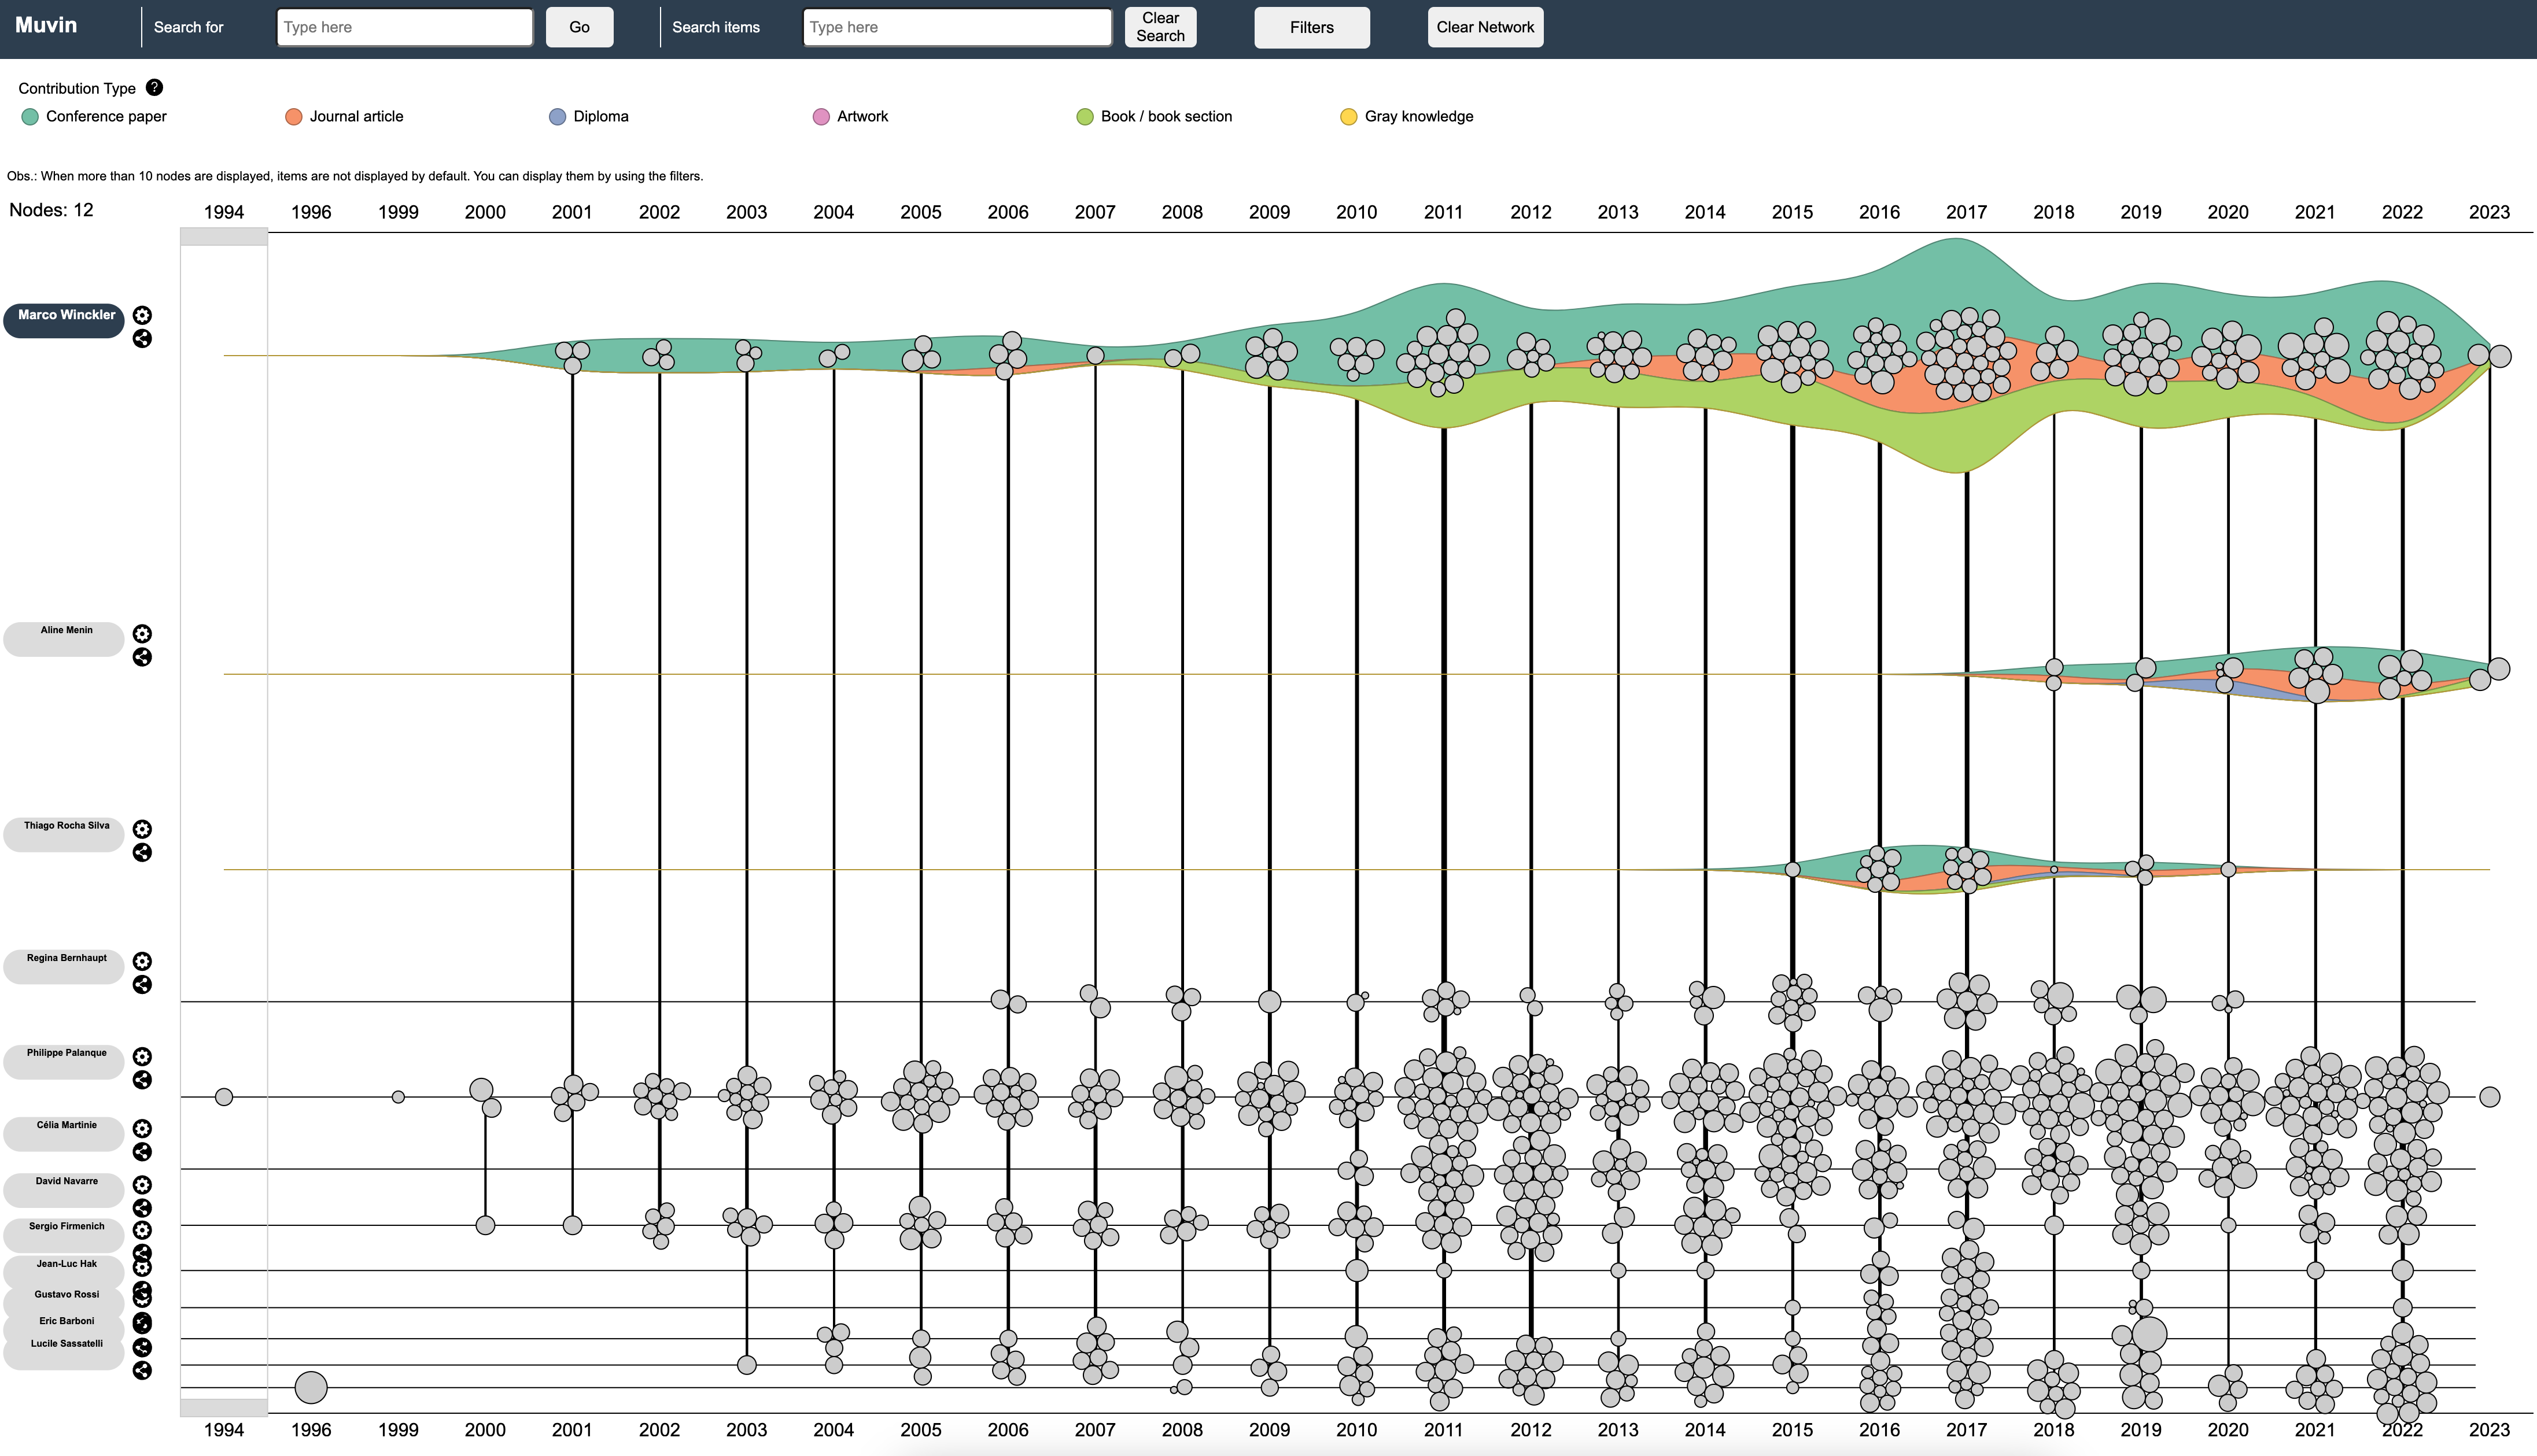 Muvin
Search for
Type here
Go
Search items
Type here
Clear
Search
Filters
Clear Network
Contribution Type ?
Conference paper
Journal article
Diploma
Artwork
Book / book section
Gray knowledge
Obs.: When more than 10 nodes are displayed, items are not displayed by default. You can display them by using the filters.
Nodes: 12
1994 1996 1999 2000 2001 2002 2003 2004 2005 2006 2007 2008 2009 2010 2011 2012 2013 2014 2015 2016 2017 2018 2019 2020 2021 2022 2023
Marco Winckler
Aline Menin
Thiago Rocha Silva
Regina Bernhaupt
Philippe Palanque
Célia Martinie
David Navarre
Sergio Firmenich
Jean-Luc Hak
Gustavo Rossi
Eric Barboni
Lucile Sassatelli
1994 1996 1999 2000 2001 2002 2003 2004 2005 2006 2007 2008 2009 2010 2011 2012 2013 2014 2015 2016 2017 2018 2019 2020 2021 2022 2023